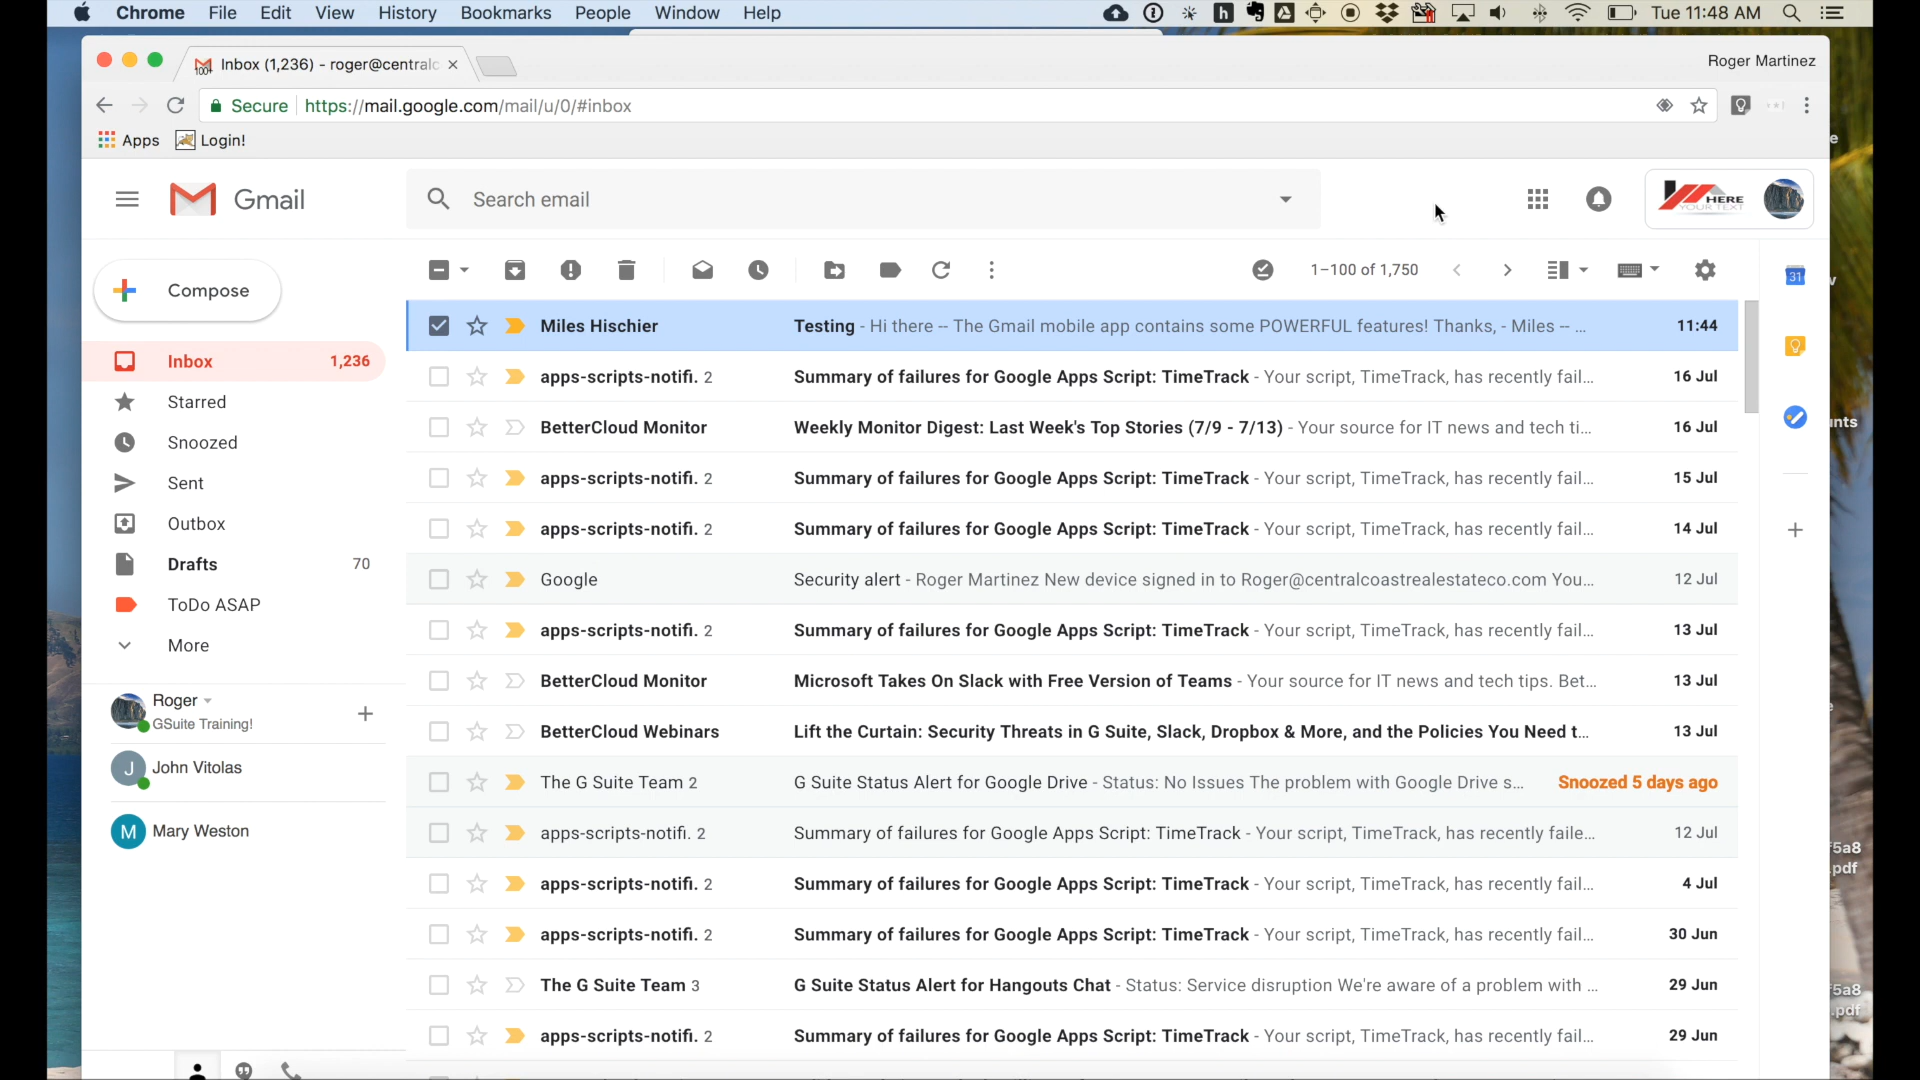 Chrome File Edit View History Bookmarks People Window Help Tue 11:48 AM
Inbox (1,236) - roger@centralc Roger Martinez
Secure https://mail.google.com/mail/u/0/#inbox
Apps Login!
Gmail Search email HERE
YOUR TEXT
1–100 of 1,750 31
Compose
Inbox 1,236
Starred
Snoozed
Sent
Outbox
Drafts 70
ToDo ASAP
More
Roger
GSuite Training!
J John Vitolas
M Mary Weston
Miles Hischier Testing - Hi there -- The Gmail mobile app contains some POWERFUL features! Thanks, - Miles -- ... 11:44
apps-scripts-notifi. 2 Summary of failures for Google Apps Script: TimeTrack - Your script, TimeTrack, has recently fail... 16 Jul
BetterCloud Monitor Weekly Monitor Digest: Last Week's Top Stories (7/9 - 7/13) - Your source for IT news and tech ti... 16 Jul
apps-scripts-notifi. 2 Summary of failures for Google Apps Script: TimeTrack - Your script, TimeTrack, has recently fail... 15 Jul
apps-scripts-notifi. 2 Summary of failures for Google Apps Script: TimeTrack - Your script, TimeTrack, has recently fail... 14 Jul
Google Security alert - Roger Martinez New device signed in to Roger@centralcoastrealestateco.com You... 12 Jul
apps-scripts-notifi. 2 Summary of failures for Google Apps Script: TimeTrack - Your script, TimeTrack, has recently fail... 13 Jul
BetterCloud Monitor Microsoft Takes On Slack with Free Version of Teams - Your source for IT news and tech tips. Bet... 13 Jul
BetterCloud Webinars Lift the Curtain: Security Threats in G Suite, Slack, Dropbox & More, and the Policies You Need t... 13 Jul
The G Suite Team 2 G Suite Status Alert for Google Drive - Status: No Issues The problem with Google Drive s... Snoozed 5 days ago
apps-scripts-notifi. 2 Summary of failures for Google Apps Script: TimeTrack - Your script, TimeTrack, has recently faile... 12 Jul
apps-scripts-notifi. 2 Summary of failures for Google Apps Script: TimeTrack - Your script, TimeTrack, has recently fail... 4 Jul
apps-scripts-notifi. 2 Summary of failures for Google Apps Script: TimeTrack - Your script, TimeTrack, has recently fail... 30 Jun
The G Suite Team 3 G Suite Status Alert for Hangouts Chat - Status: Service disruption We're aware of a problem with ... 29 Jun
apps-scripts-notifi. 2 Summary of failures for Google Apps Script: TimeTrack - Your script, TimeTrack, has recently fail... 29 Jun
unts
f5a8
.pdf
5a8
.pdf